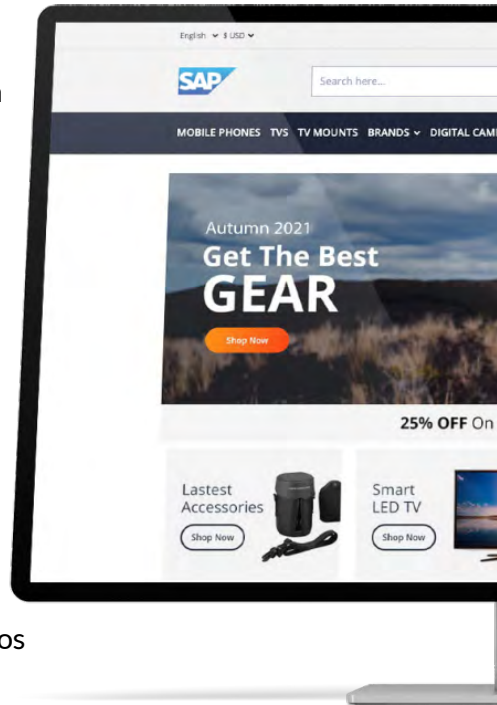 English $ USD
SAP
Search here...
MOBILE PHONES TVS TV MOUNTS BRANDS DIGITAL CAM
Autumn 2021
Get The Best
GEAR
Shop Now
25% OFF On
Lastest
Accessories
Shop Now
Smart
LED TV
Shop Now
os